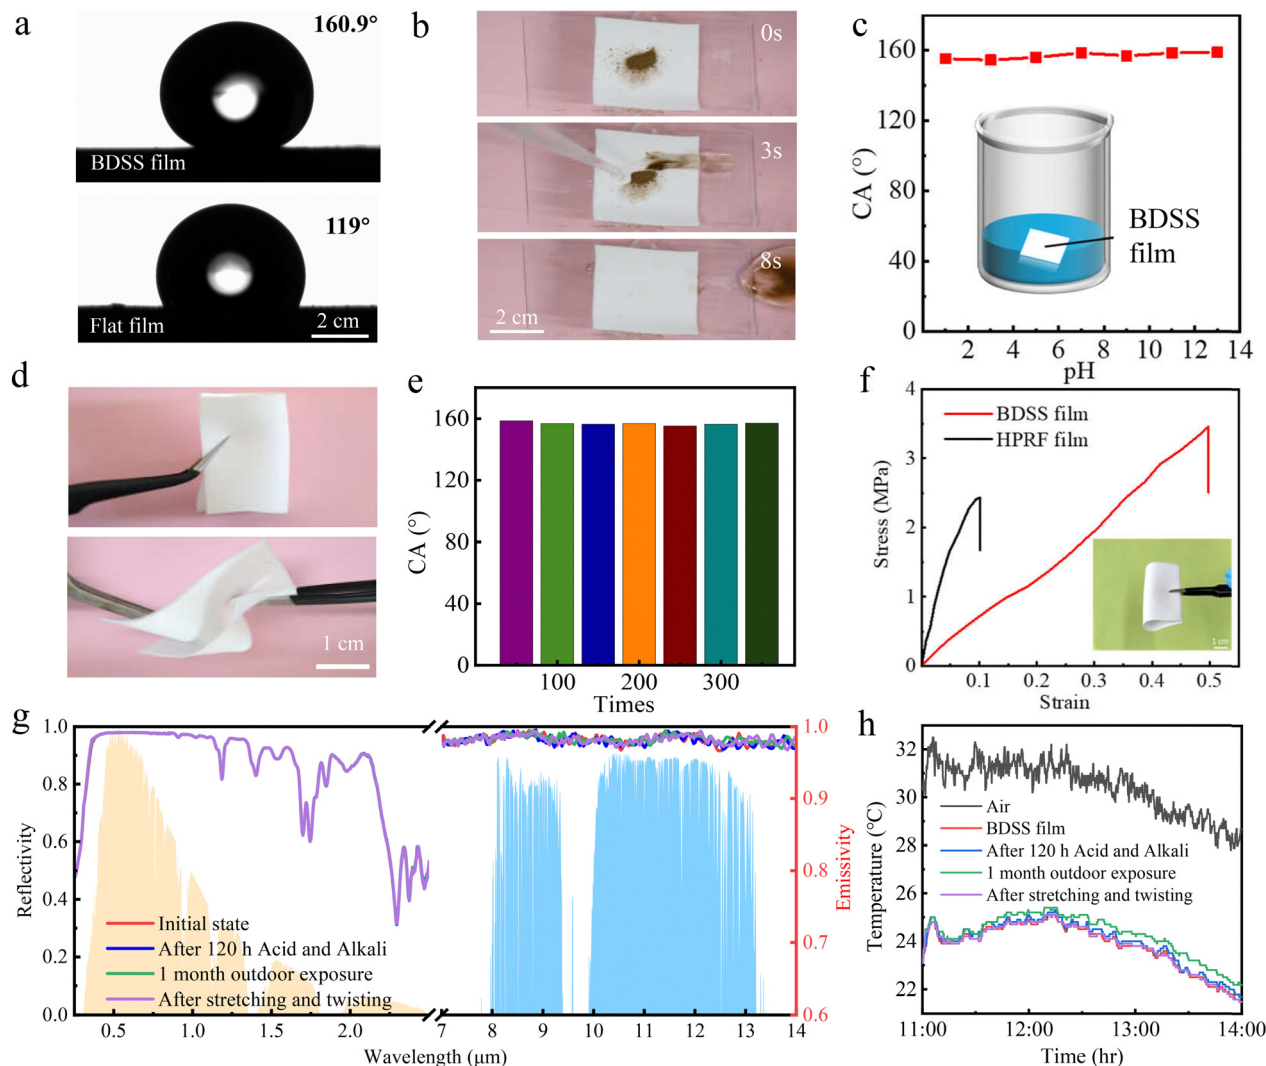 a
160.9°
BDSS film
119°
Flat film
2 cm
b
0s
3s
8s
2 cm
c
160
120
80
40
0
CA (°)
BDSS
film
2 4 6 8 10 12 14
pH
d
1 cm
e
160
120
80
40
0
CA (°)
100 200 300
Times
f
4
3
2
1
0
Stress (MPa)
BDSS film
HPRF film
1 cm
0.1 0.2 0.3 0.4 0.5
Strain
g
1.0
0.8
0.6
0.4
0.2
0.0
Reflectivity
Initial state
After 120 h Acid and Alkali
1 month outdoor exposure
After stretching and twisting
0.5 1.0 1.5 2.0 7 8 9 10 11 12 13 14
Wavelength (μm)
1.0
0.9
0.8
0.7
0.6
Emissivity
h
32
30
28
26
24
22
Temperature (°C)
Air
BDSS film
After 120 h Acid and Alkali
1 month outdoor exposure
After stretching and twisting
11:00 12:00 13:00 14:00
Time (hr)